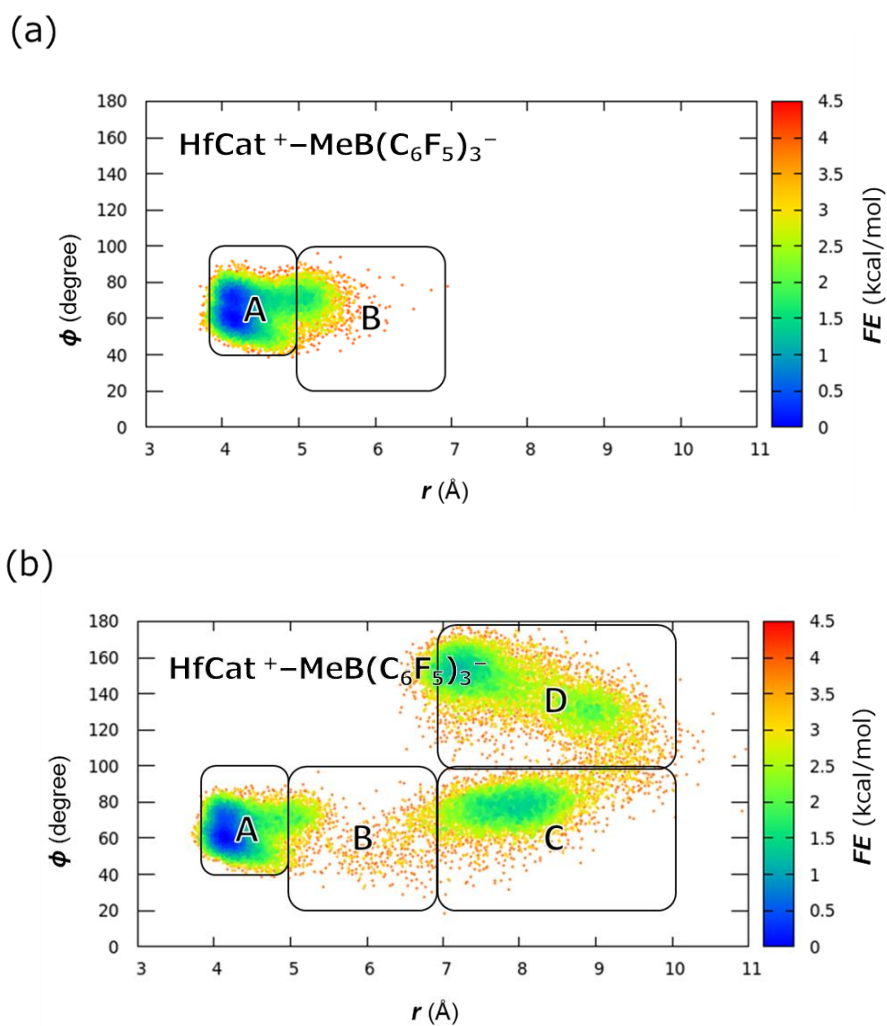 (a)
HfCat⁺–MeB(C₆F₅)₃⁻
180
160
140
120
100
80
60
40
20
0
ϕ (degree)
A
B
3 4 5 6 7 8 9 10 11
r (Å)
4.5
4
3.5
3
2.5
2
1.5
1
0.5
0
FE (kcal/mol)
(b)
HfCat⁺–MeB(C₆F₅)₃⁻
180
160
140
120
100
80
60
40
20
0
ϕ (degree)
D
A
B
C
3 4 5 6 7 8 9 10 11
r (Å)
4.5
4
3.5
3
2.5
2
1.5
1
0.5
0
FE (kcal/mol)